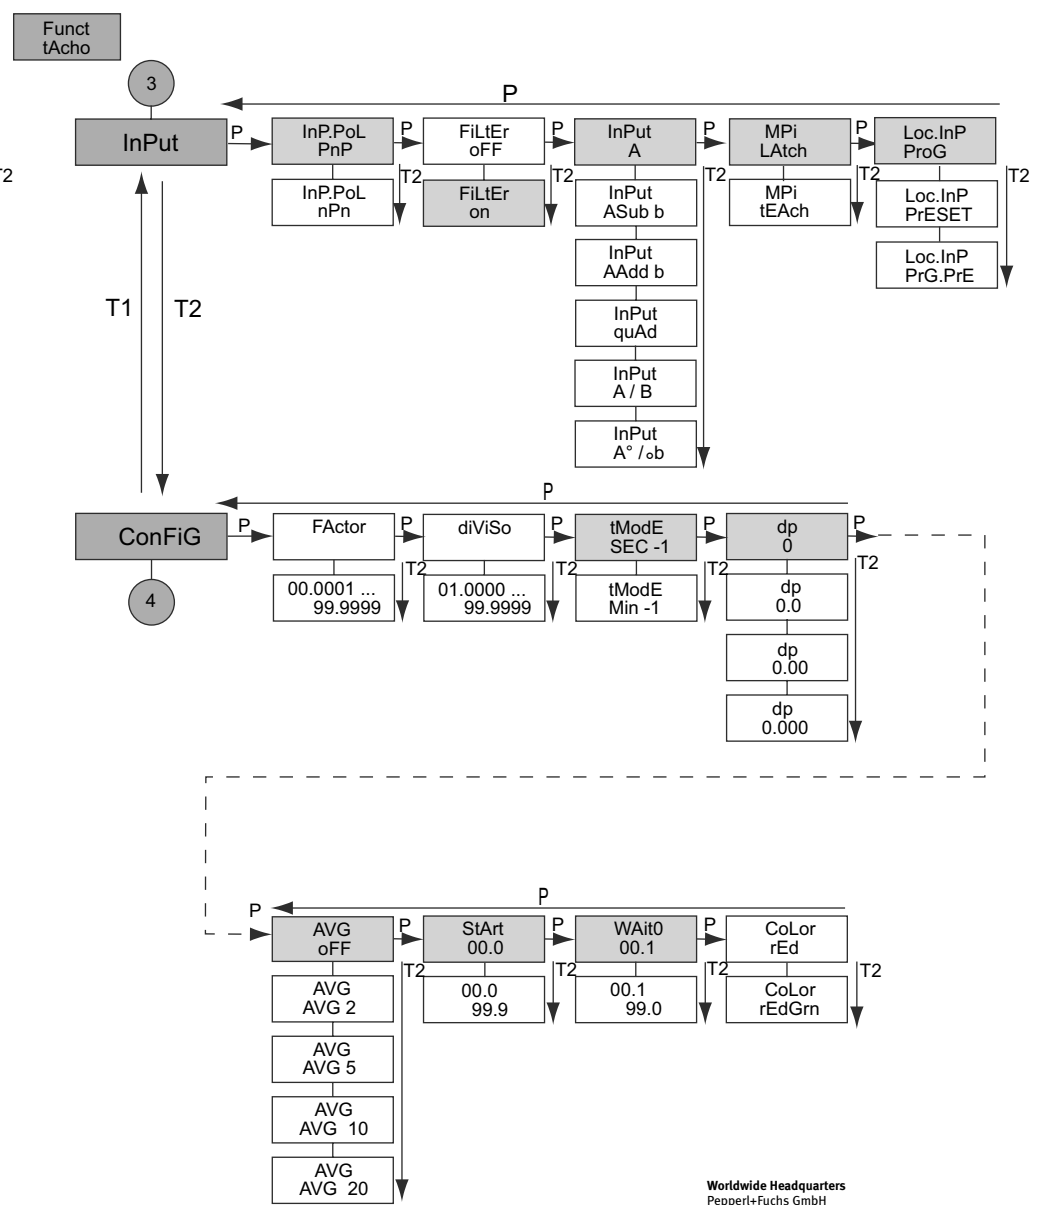 Funct
tAcho
3
P
InPut
P
InP.PoL
PnP
P
FiLtEr
oFF
P
InPut
A
P
MPi
LAtch
P
Loc.InP
ProG
T2
InP.PoL
nPn
T2
FiLtEr
on
T2
InPut
ASub b
T2
MPi
tEAch
T2
Loc.InP
PrESET
T2
InPut
AAdd b
Loc.InP
PrG.PrE
T1
T2
InPut
quAd
InPut
A / B
InPut
A° /ₒb
P
ConFiG
P
FActor
P
diViSo
P
tModE
SEC -1
P
dp
0
P
00.0001 ...
99.9999
T2
01.0000 ...
99.9999
T2
tModE
Min -1
T2
dp
0.0
T2
4
dp
0.00
dp
0.000
P
P
AVG
oFF
P
StArt
00.0
P
WAit0
00.1
P
CoLor
rEd
AVG
AVG 2
T2
00.0
99.9
T2
00.1
99.0
T2
CoLor
rEdGrn
T2
AVG
AVG 5
AVG
AVG 10
AVG
AVG 20
Worldwide Headquarters
Pepperl+Fuchs GmbH